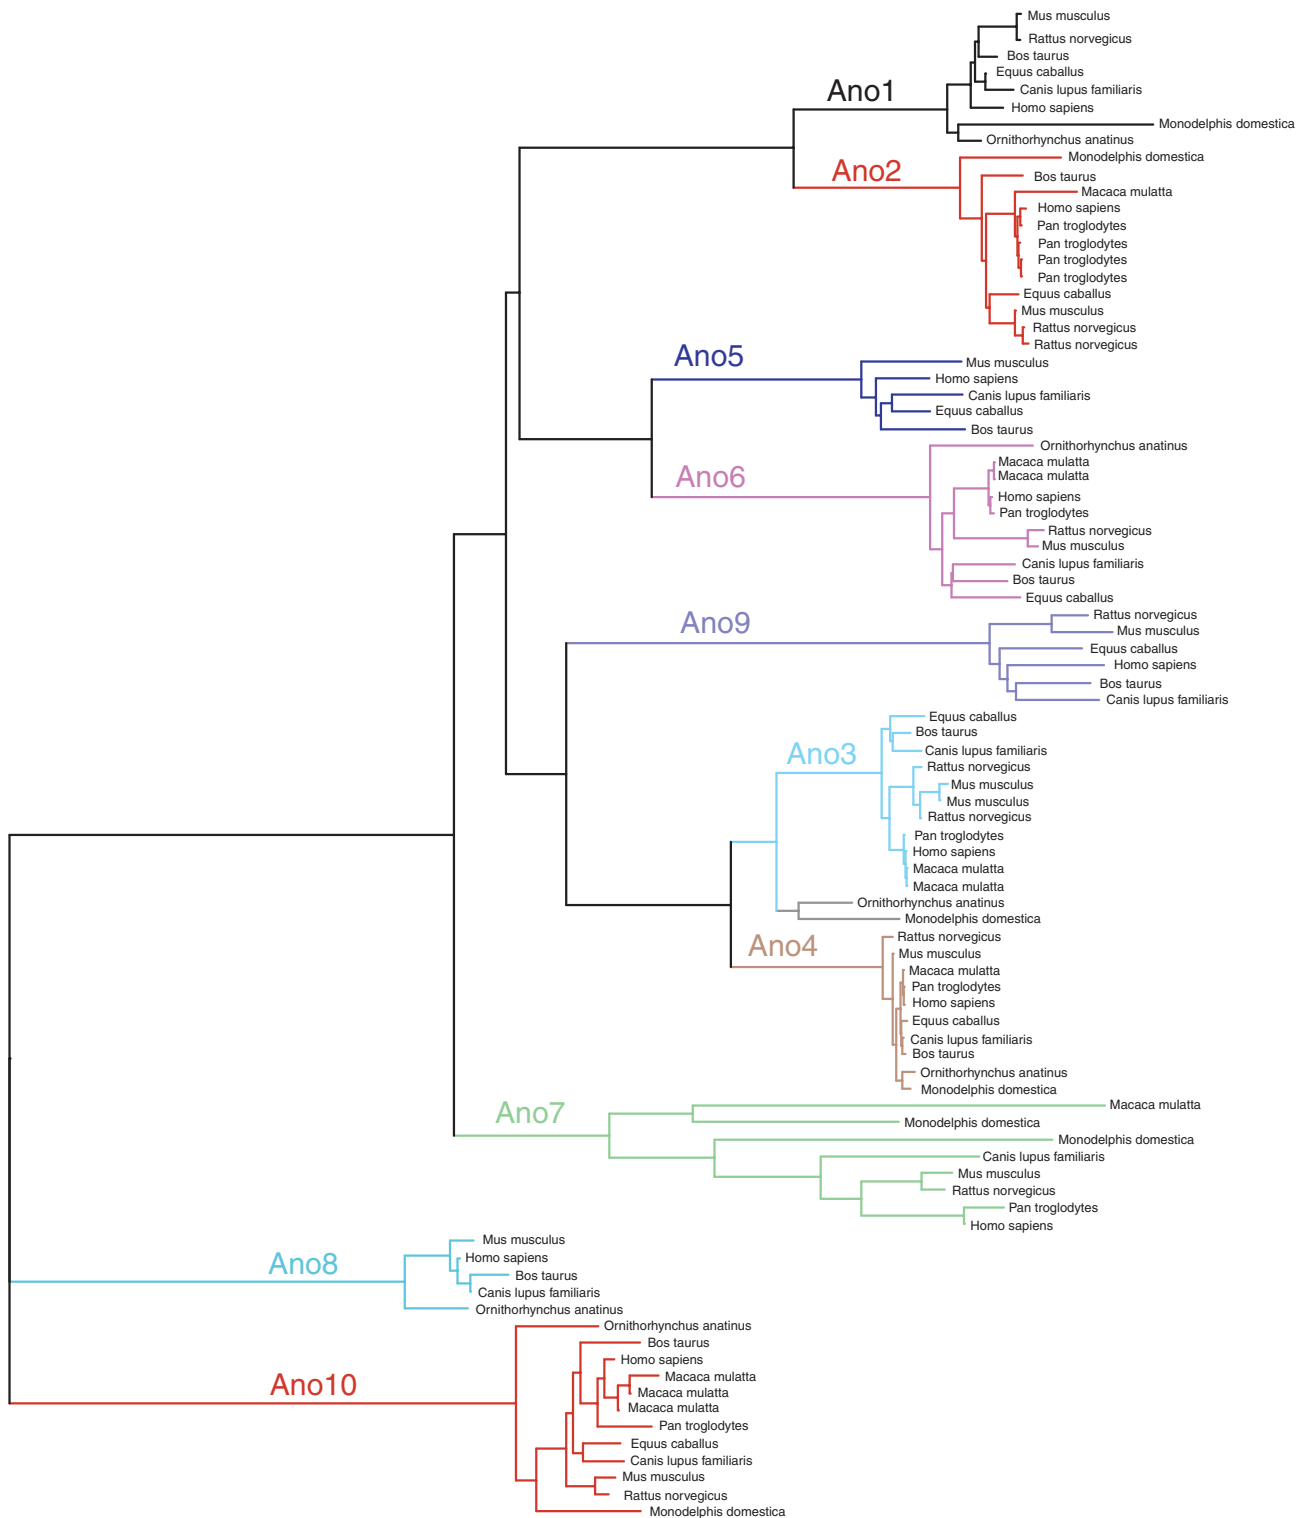 Mus musculus
Rattus norvegicus
Bos taurus
Equus caballus
Ano1
Canis lupus familiaris
Homo sapiens
Monodelphis domestica
Ornithorhynchus anatinus
Monodelphis domestica
Ano2
Bos taurus
Macaca mulatta
Homo sapiens
Pan troglodytes
Pan troglodytes
Pan troglodytes
Pan troglodytes
Equus caballus
Mus musculus
Rattus norvegicus
Rattus norvegicus
Ano5
Mus musculus
Homo sapiens
Canis lupus familiaris
Equus caballus
Bos taurus
Ornithorhynchus anatinus
Macaca mulatta
Ano6
Macaca mulatta
Homo sapiens
Pan troglodytes
Rattus norvegicus
Mus musculus
Canis lupus familiaris
Bos taurus
Equus caballus
Rattus norvegicus
Ano9
Mus musculus
Equus caballus
Homo sapiens
Bos taurus
Canis lupus familiaris
Equus caballus
Bos taurus
Canis lupus familiaris
Ano3
Rattus norvegicus
Mus musculus
Mus musculus
Rattus norvegicus
Pan troglodytes
Homo sapiens
Macaca mulatta
Macaca mulatta
Ornithorhynchus anatinus
Monodelphis domestica
Rattus norvegicus
Ano4
Mus musculus
Macaca mulatta
Pan troglodytes
Homo sapiens
Equus caballus
Canis lupus familiaris
Bos taurus
Ornithorhynchus anatinus
Monodelphis domestica
Macaca mulatta
Ano7
Monodelphis domestica
Monodelphis domestica
Canis lupus familiaris
Mus musculus
Rattus norvegicus
Pan troglodytes
Homo sapiens
Mus musculus
Homo sapiens
Ano8
Bos taurus
Canis lupus familiaris
Ornithorhynchus anatinus
Ornithorhynchus anatinus
Bos taurus
Homo sapiens
Macaca mulatta
Ano10
Macaca mulatta
Macaca mulatta
Pan troglodytes
Equus caballus
Canis lupus familiaris
Mus musculus
Rattus norvegicus
Monodelphis domestica